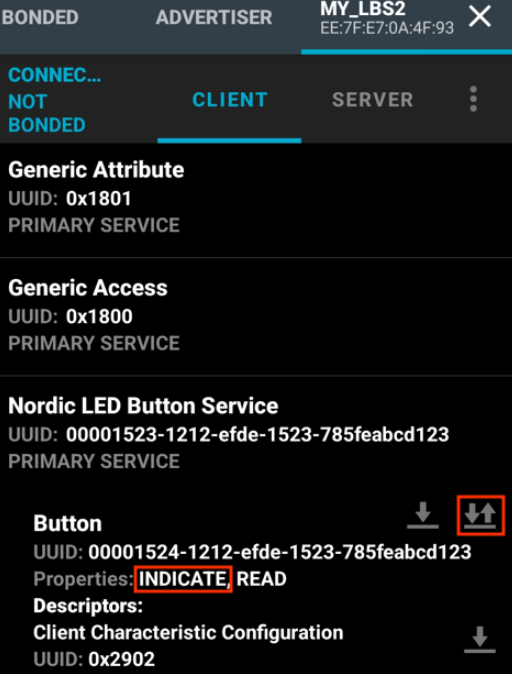 BONDED
ADVERTISER
MY_LBS2
EE:7F:E7:0A:4F:93
CONNEC...
NOT
BONDED
CLIENT
SERVER
Generic Attribute
UUID: 0x1801
PRIMARY SERVICE
Generic Access
UUID: 0x1800
PRIMARY SERVICE
Nordic LED Button Service
UUID: 00001523-1212-efde-1523-785feabcd123
PRIMARY SERVICE
Button
UUID: 00001524-1212-efde-1523-785feabcd123
Properties: INDICATE, READ
Descriptors:
Client Characteristic Configuration
UUID: 0x2902